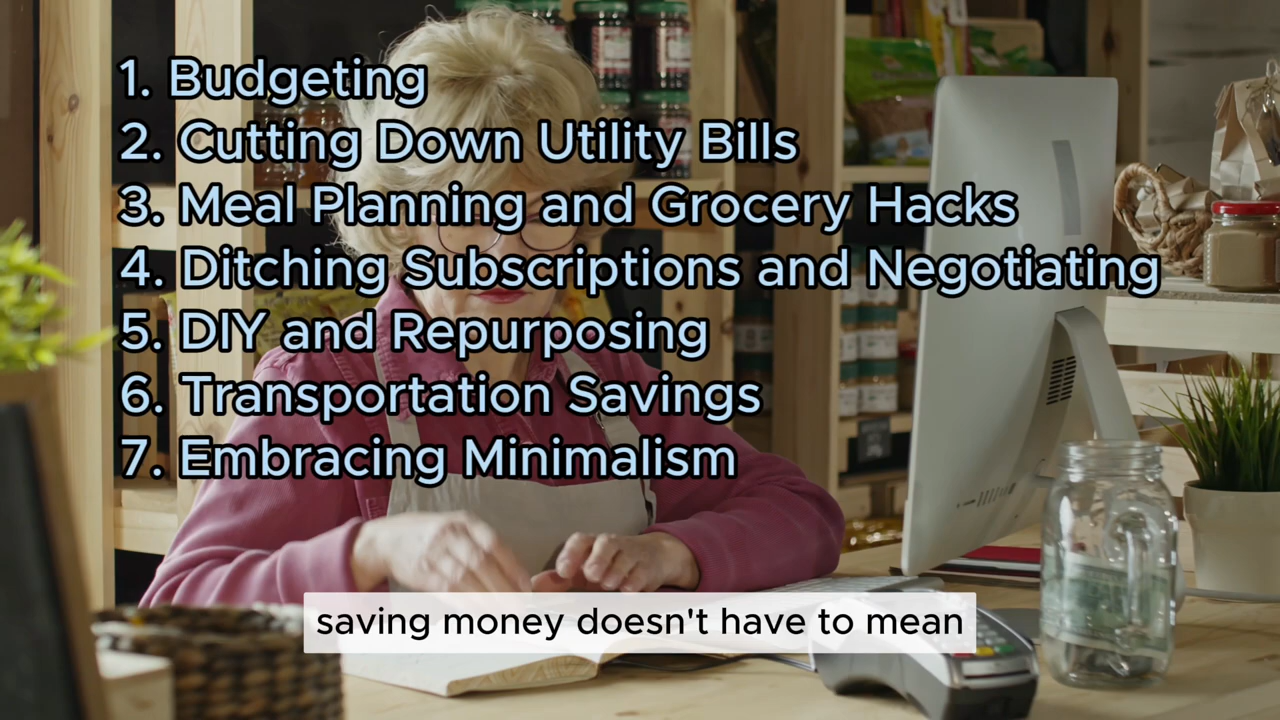 1. Budgeting
2. Cutting Down Utility Bills
3. Meal Planning and Grocery Hacks
4. Ditching Subscriptions and Negotiating
5. DIY and Repurposing
6. Transportation Savings
7. Embracing Minimalism
saving money doesn't have to mean